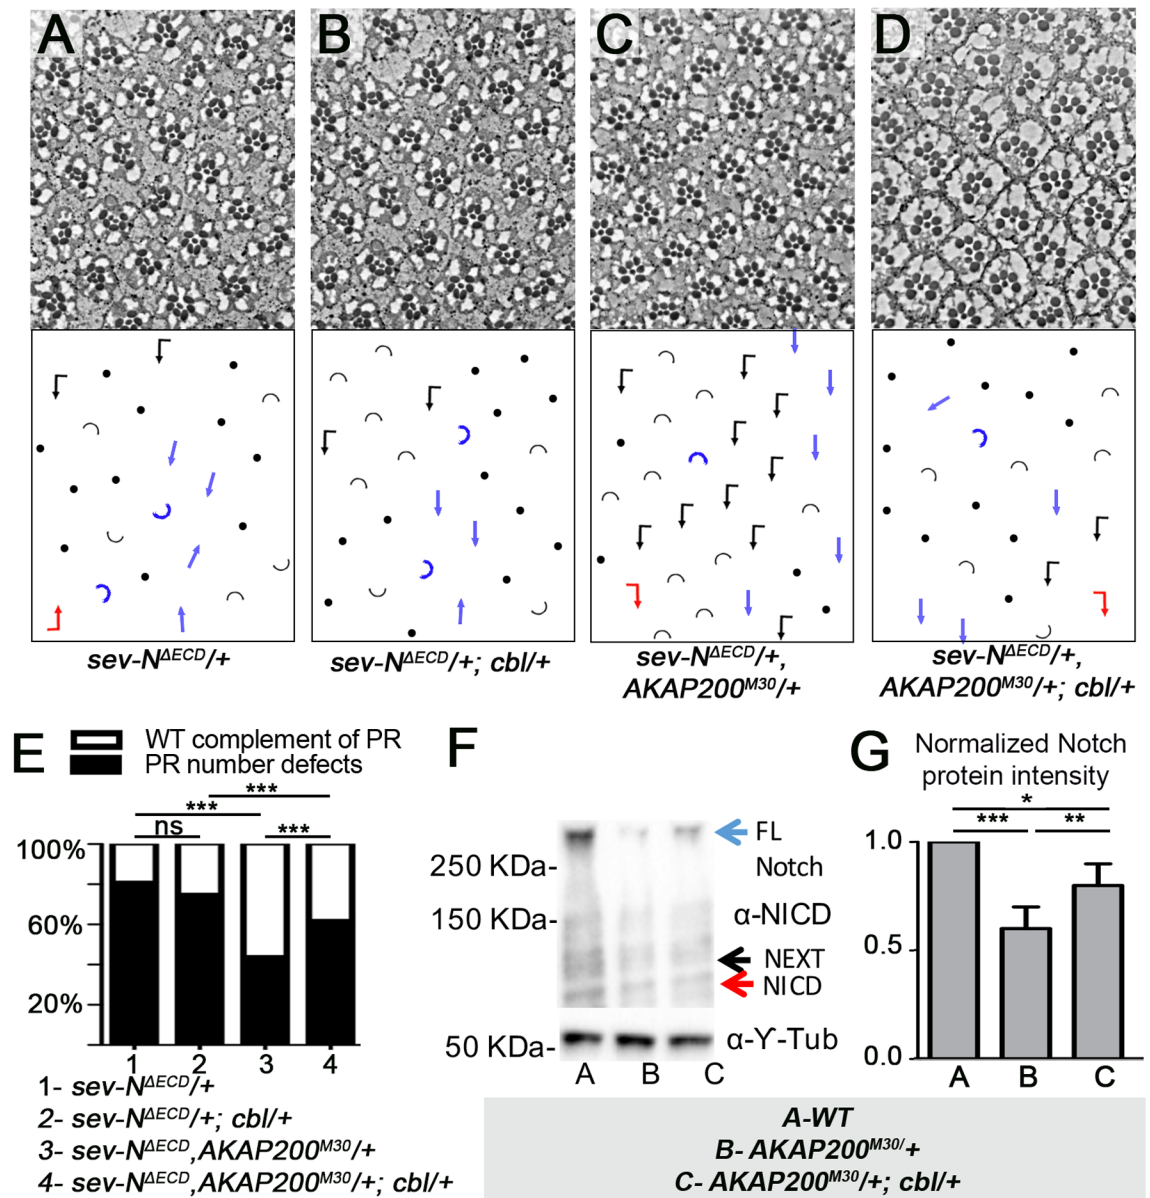 A B C D
sev-N^ΔECD/+
sev-N^ΔECD/+; cbl/+
sev-N^ΔECD/+,
AKAP200^M30/+
sev-N^ΔECD/+,
AKAP200^M30/+; cbl/+
E
WT complement of PR
PR number defects
***
***
ns
***
100%
60%
20%
1 2 3 4
1- sev-N^ΔECD/+
2- sev-N^ΔECD/+; cbl/+
3- sev-N^ΔECD,AKAP200^M30/+
4- sev-N^ΔECD,AKAP200^M30/+; cbl/+
F
FL
Notch
250 KDa-
150 KDa-
α-NICD
NEXT
NICD
50 KDa-
α-ϒ-Tub
A B C
G
Normalized Notch
protein intensity
*
*** **
1.0
0.5
0.0
A B C
A-WT
B- AKAP200^M30/+
C- AKAP200^M30/+; cbl/+